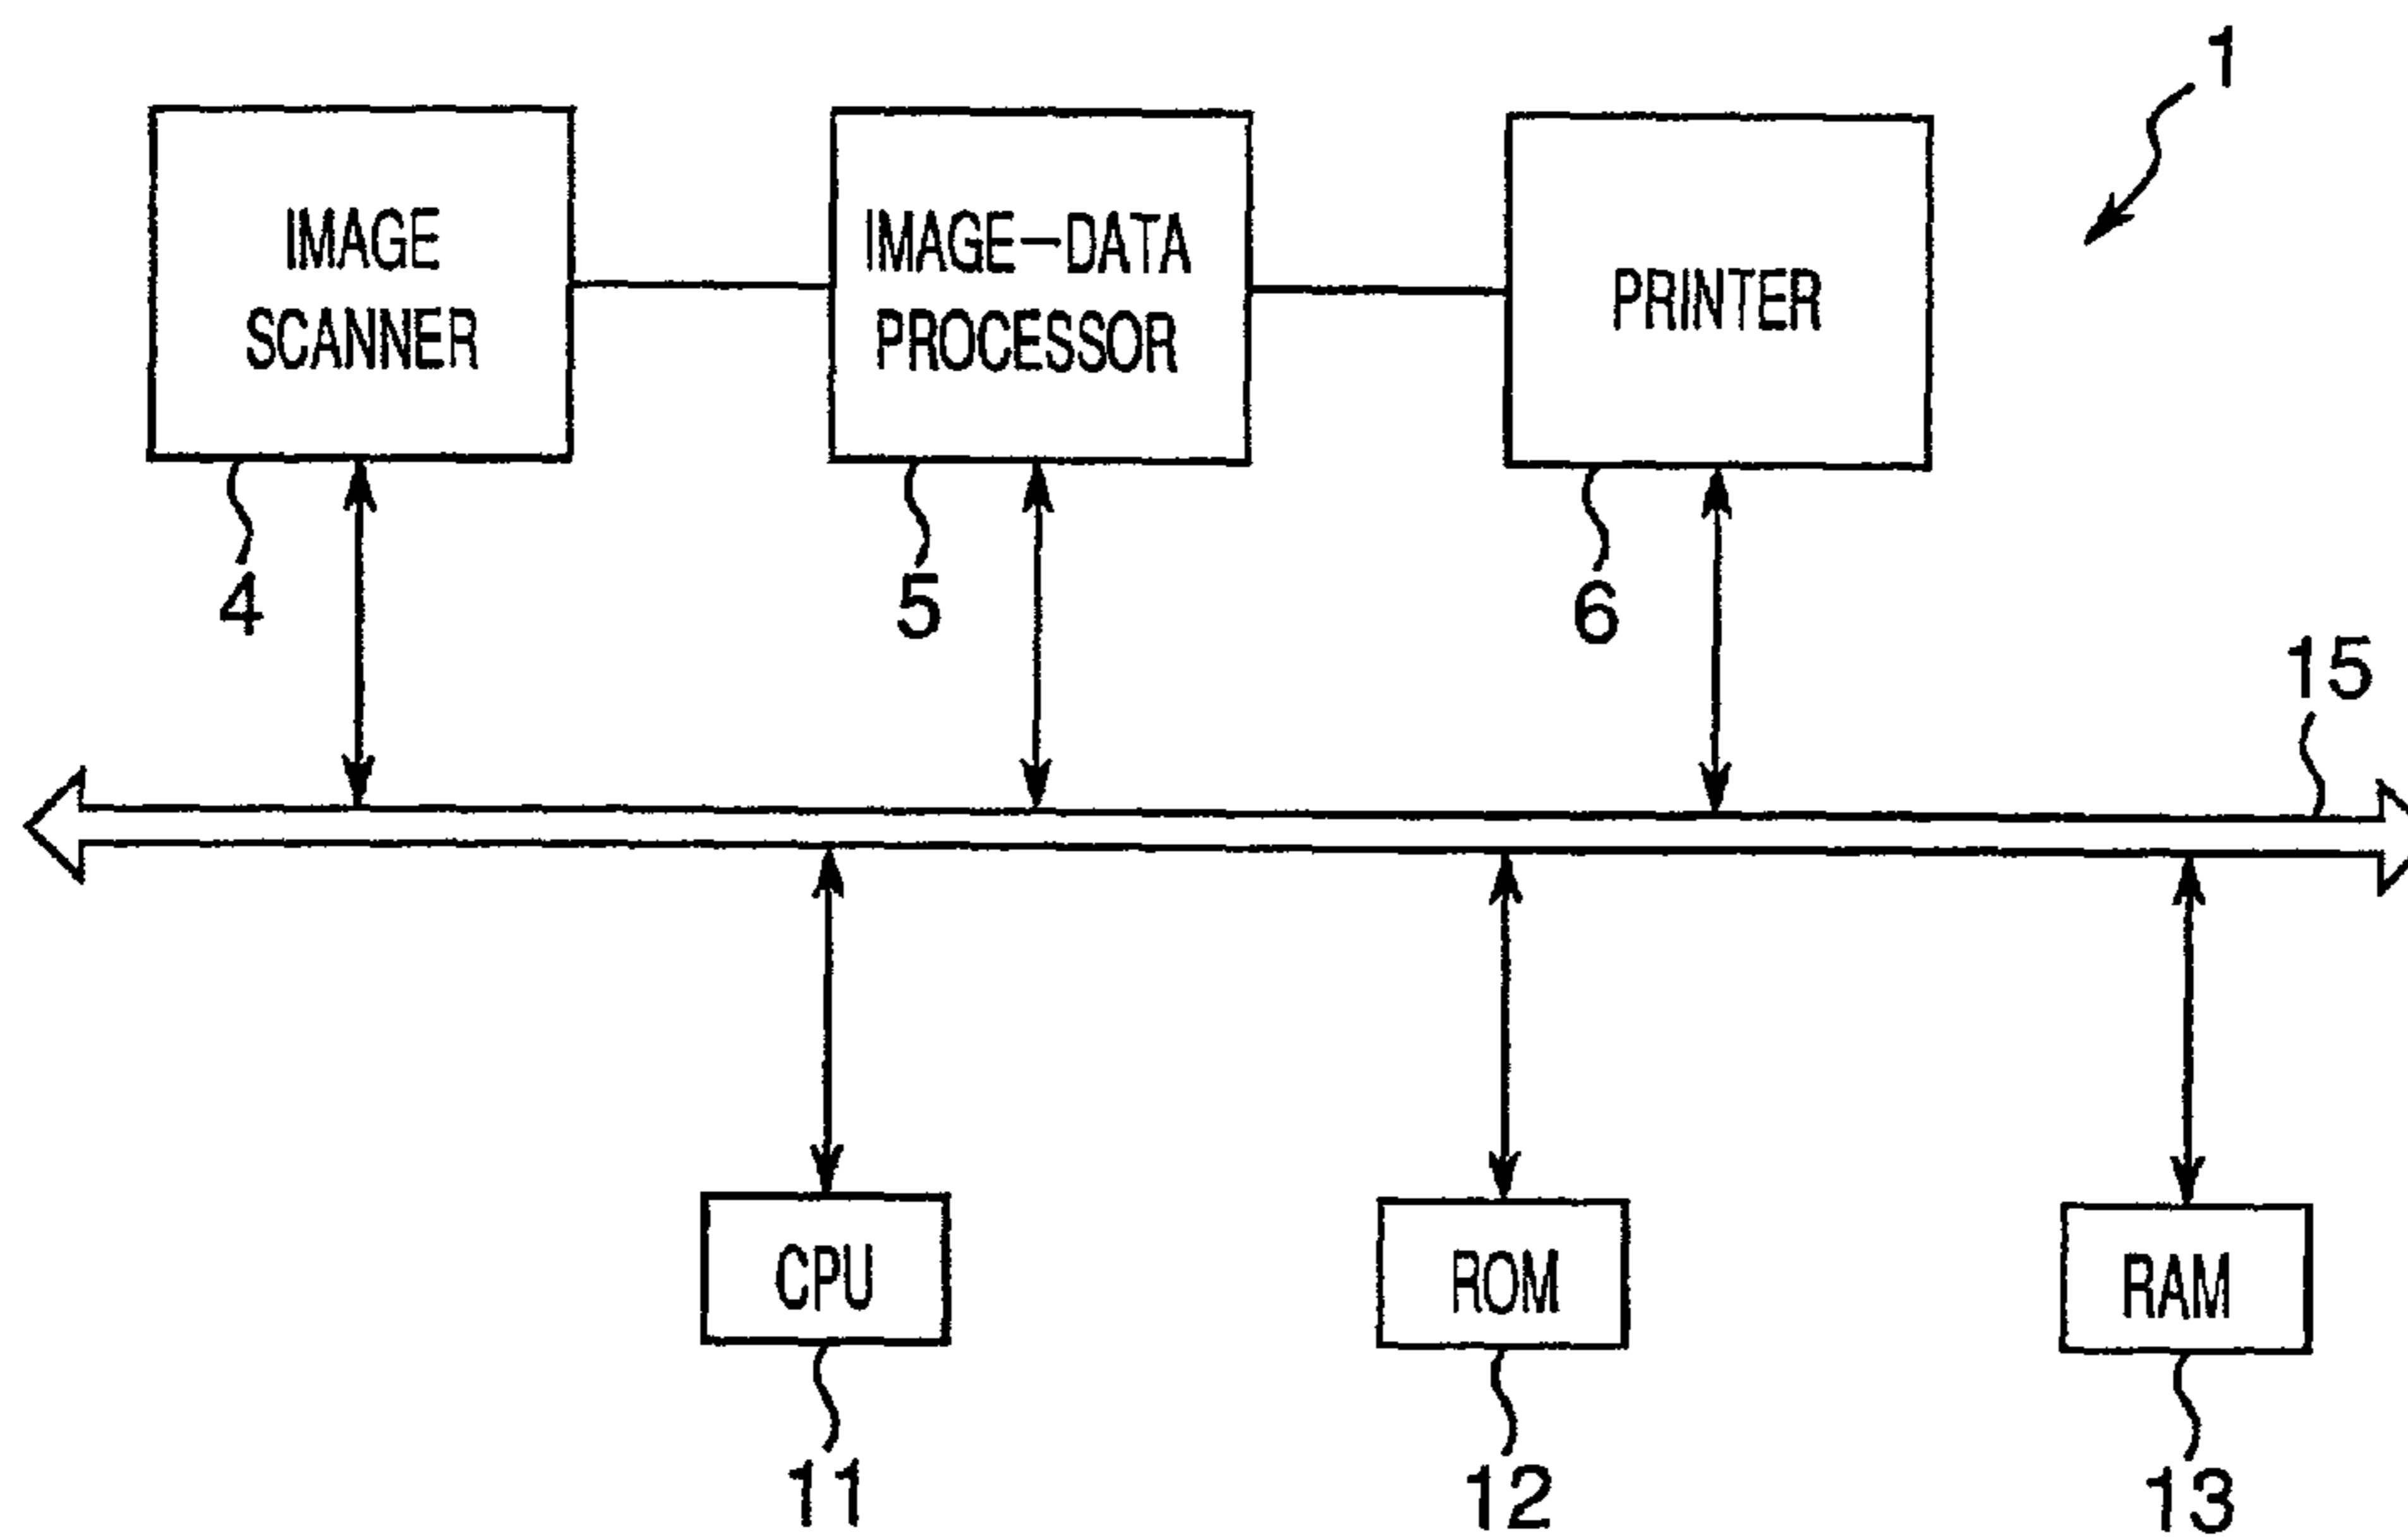 1
IMAGE
SCANNER
IMAGE-DATA
PROCESSOR
PRINTER
4
5
6
15
CPU
ROM
RAM
11
12
13